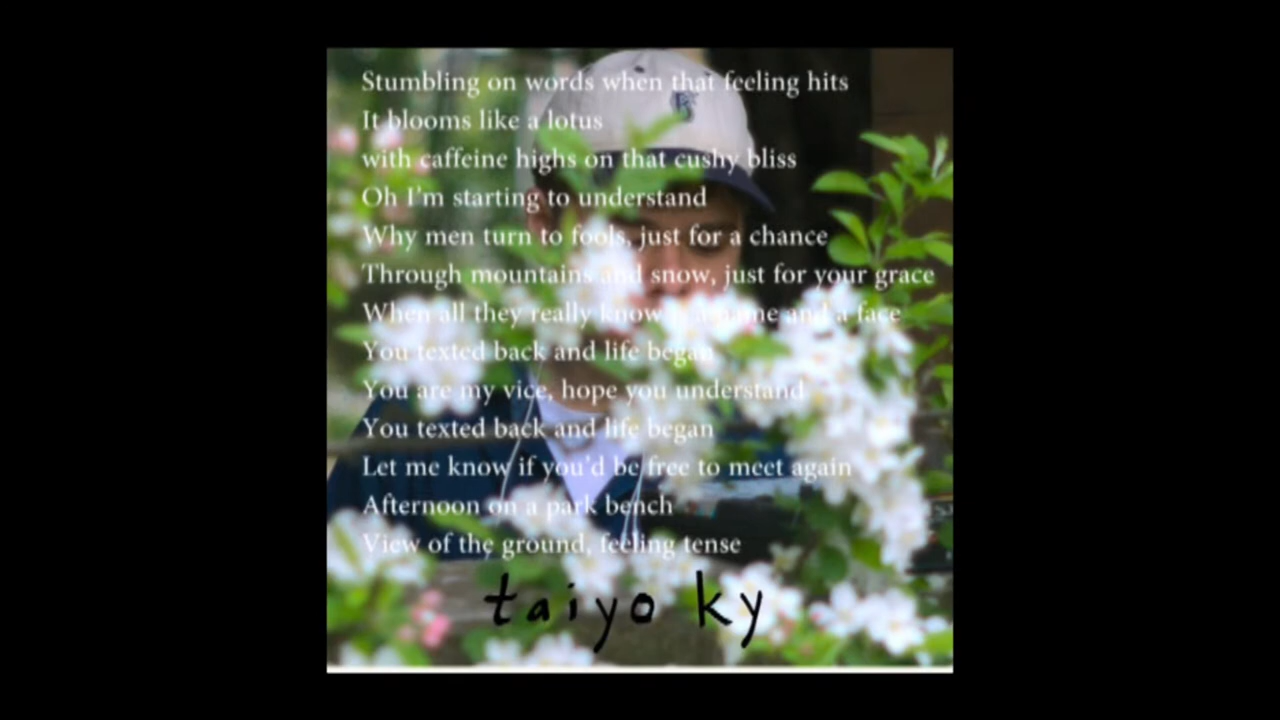 Stumbling on words when that feeling hits
It blooms like a lotus
with caffeine highs on that cushy bliss
Oh I'm starting to understand
Why men turn to fools, just for a chance
Through mountains and snow, just for your grace
When all they really know is a name and a face
You texted back and life began
You are my vice, hope you understand
You texted back and life began
Let me know if you'd be free to meet again
Afternoon on a park bench
View of the ground, feeling tense
taiyo ky